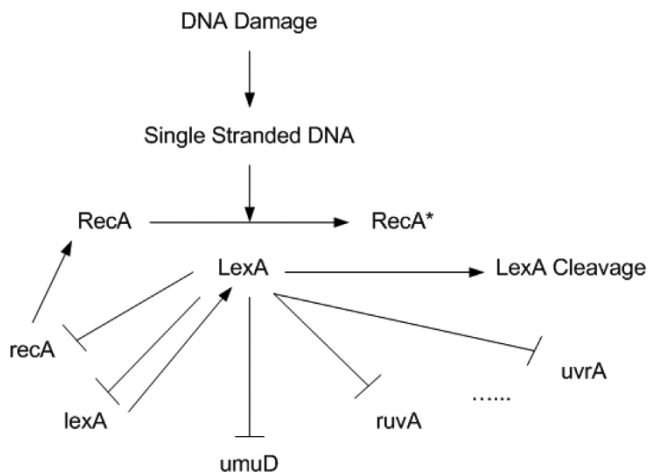 DNA Damage
Single Stranded DNA
RecA
RecA*
LexA
LexA Cleavage
recA
uvrA
lexA
ruvA
......
umuD